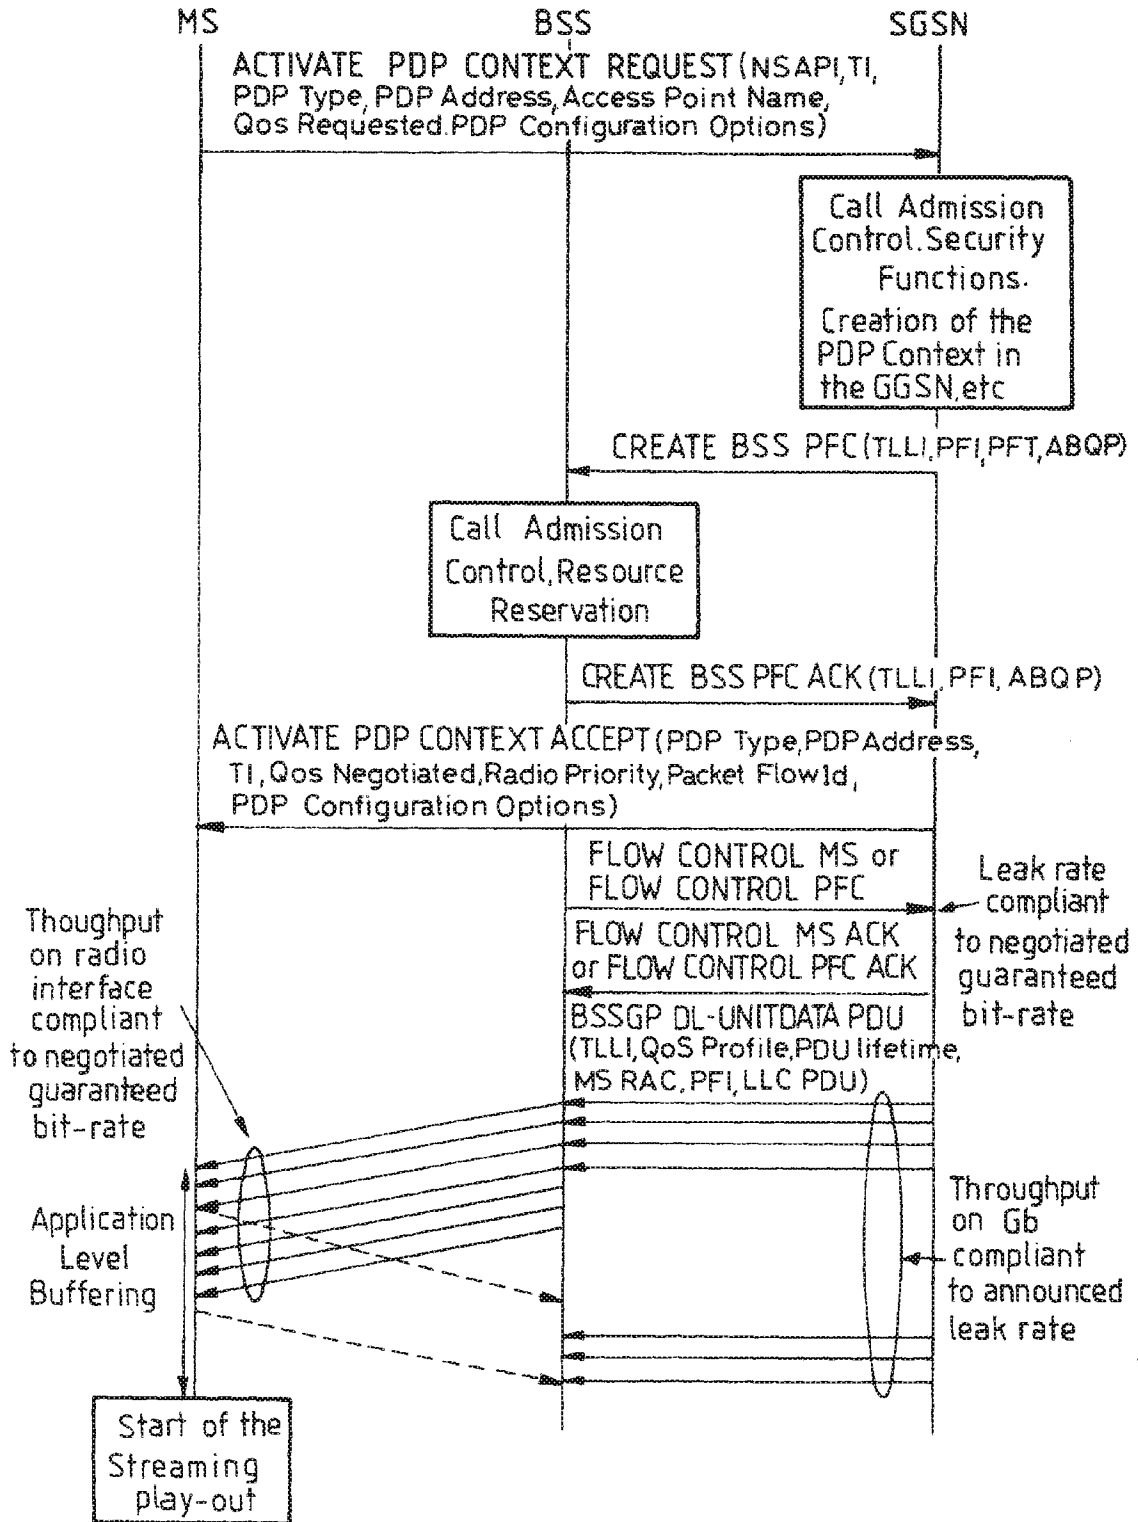 MS
BSS
SGSN
ACTIVATE PDP CONTEXT REQUEST (NSAPI, TI,
PDP Type, PDP Address, Access Point Name,
Qos Requested.PDP Configuration Options)
Call Admission
Control.Security
Functions.
Creation of the
PDP Context in
the GGSN,etc
CREATE BSS PFC (TLLI,PFI,PFT,ABQP)
Call Admission
Control,Resource
Reservation
CREATE BSS PFC ACK (TLLI, PFI, ABQP)
ACTIVATE PDP CONTEXT ACCEPT (PDP Type,PDP Address,
TI, Qos Negotiated,Radio Priority,Packet Flow1d,
PDP Configuration Options)
FLOW CONTROL MS or
FLOW CONTROL PFC
Leak rate
compliant
to negotiated
guaranteed
bit-rate
FLOW CONTROL MS ACK
or FLOW CONTROL PFC ACK
Thoughput
on radio
interface
compliant
to negotiated
guaranteed
bit-rate
BSSGP DL-UNITDATA PDU
(TLLI,QoS Profile,PDU lifetime,
MS RAC, PFI,LLC PDU)
Application
Level
Buffering
Throughput
on Gb
compliant
to announced
leak rate
Start of the
Streaming
play-out